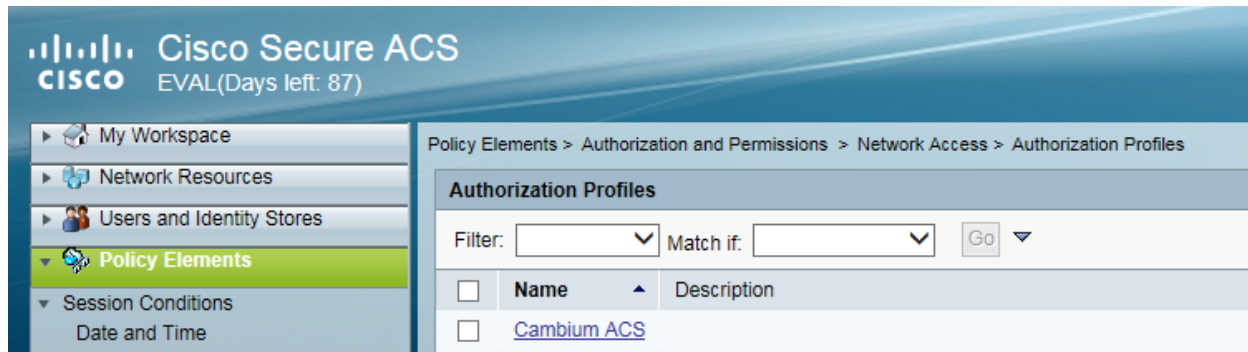 Cisco Secure ACS
CISCO
EVAL(Days left: 87)
My Workspace
Network Resources
Users and Identity Stores
Policy Elements
Session Conditions
Date and Time
Policy Elements > Authorization and Permissions > Network Access > Authorization Profiles
Authorization Profiles
Filter: Match if: Go
Name Description
Cambium ACS